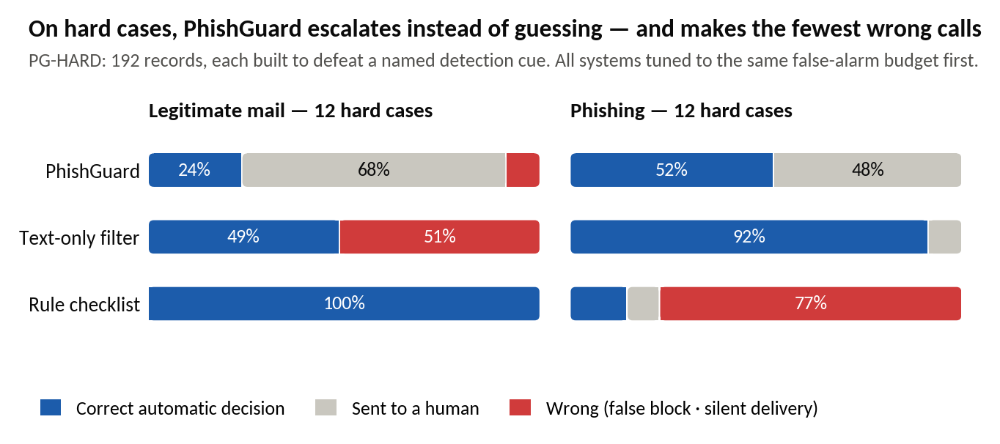 On hard cases, PhishGuard escalates instead of guessing — and makes the fewest wrong calls
PG-HARD: 192 records, each built to defeat a named detection cue. All systems tuned to the same false-alarm budget first.
Legitimate mail — 12 hard cases
Phishing — 12 hard cases
PhishGuard
24%
68%
52%
48%
Text-only filter
49%
51%
92%
Rule checklist
100%
77%
Correct automatic decision
Sent to a human
Wrong (false block · silent delivery)